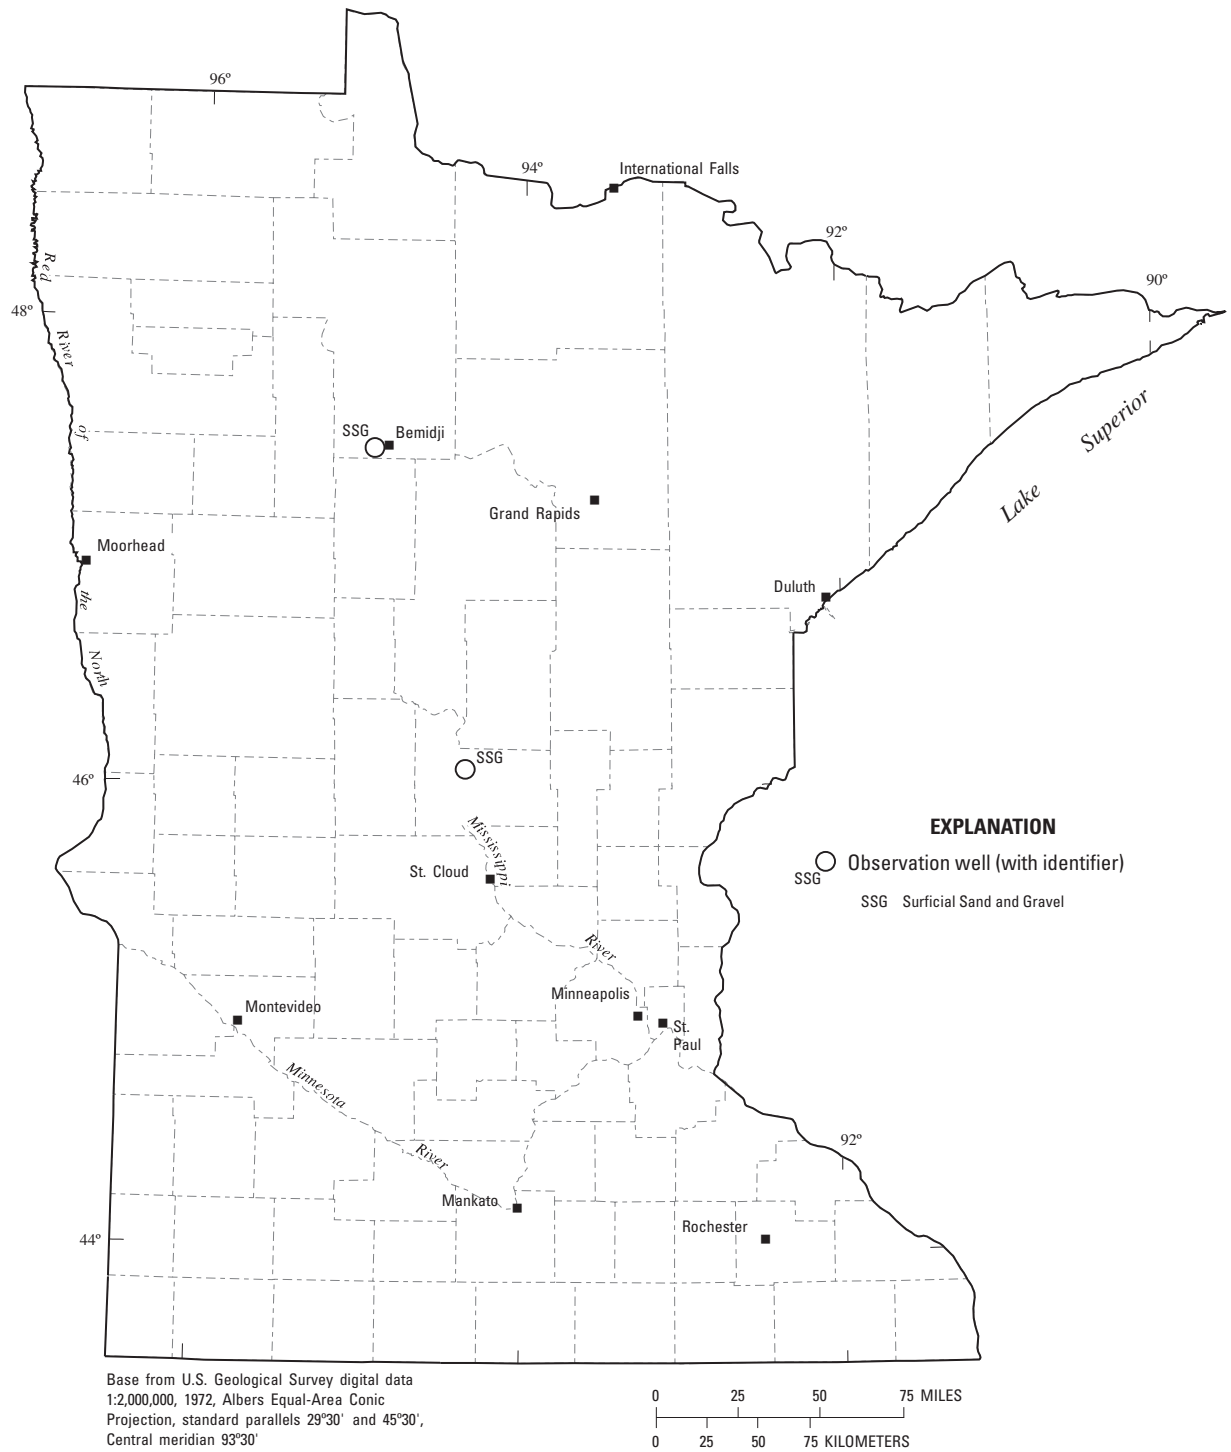 96º
94º
International Falls
92º
90º
48º
Red
River
of
the
North
SSG
Bemidji
Superior
Lake
Grand Rapids
Moorhead
Duluth
SSG
46º
Mississippi
EXPLANATION
Observation well (with identifier)
SSG
SSG Surficial Sand and Gravel
St. Cloud
River
Minneapolis
St.
Paul
Montevideo
Minnesota
River
92º
Mankato
Rochester
44º
Base from U.S. Geological Survey digital data
1:2,000,000, 1972, Albers Equal-Area Conic
Projection, standard parallels 29º30' and 45º30',
Central meridian 93º30'
0 25 50 75 MILES
0 25 50 75 KILOMETERS